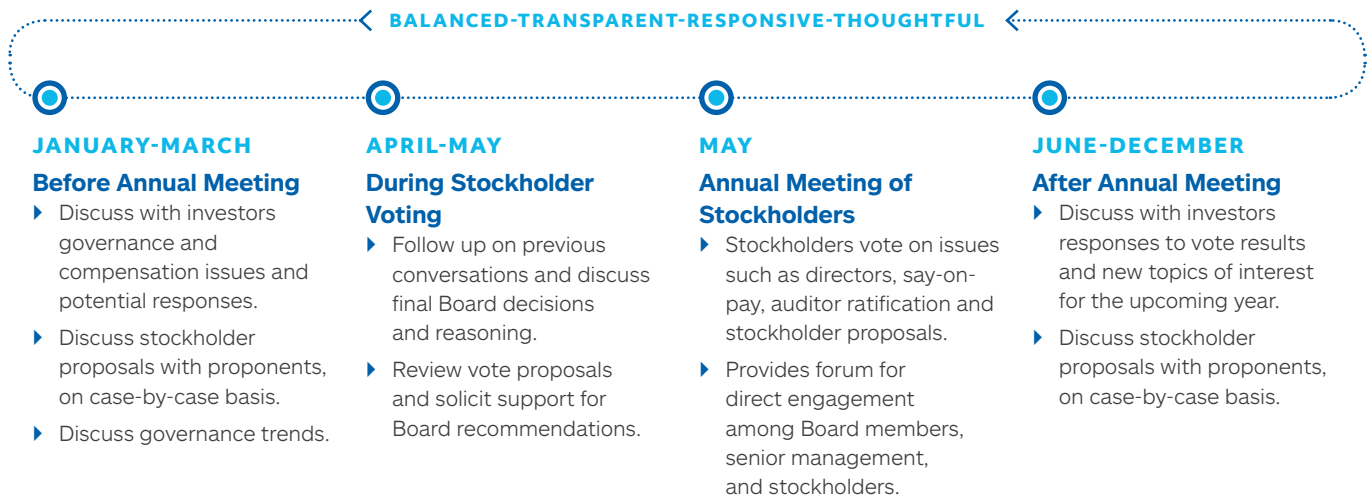 BALANCED-TRANSPARENT-RESPONSIVE-THOUGHTFUL
JANUARY-MARCH
Before Annual Meeting
Discuss with investors
governance and
compensation issues and
potential responses.
Discuss stockholder
proposals with proponents,
on case-by-case basis.
Discuss governance trends.
APRIL-MAY
During Stockholder
Voting
Follow up on previous
conversations and discuss
final Board decisions
and reasoning.
Review vote proposals
and solicit support for
Board recommendations.
MAY
Annual Meeting of
Stockholders
Stockholders vote on issues
such as directors, say-on-
pay, auditor ratification and
stockholder proposals.
Provides forum for
direct engagement
among Board members,
senior management,
and stockholders.
JUNE-DECEMBER
After Annual Meeting
Discuss with investors
responses to vote results
and new topics of interest
for the upcoming year.
Discuss stockholder
proposals with proponents,
on case-by-case basis.